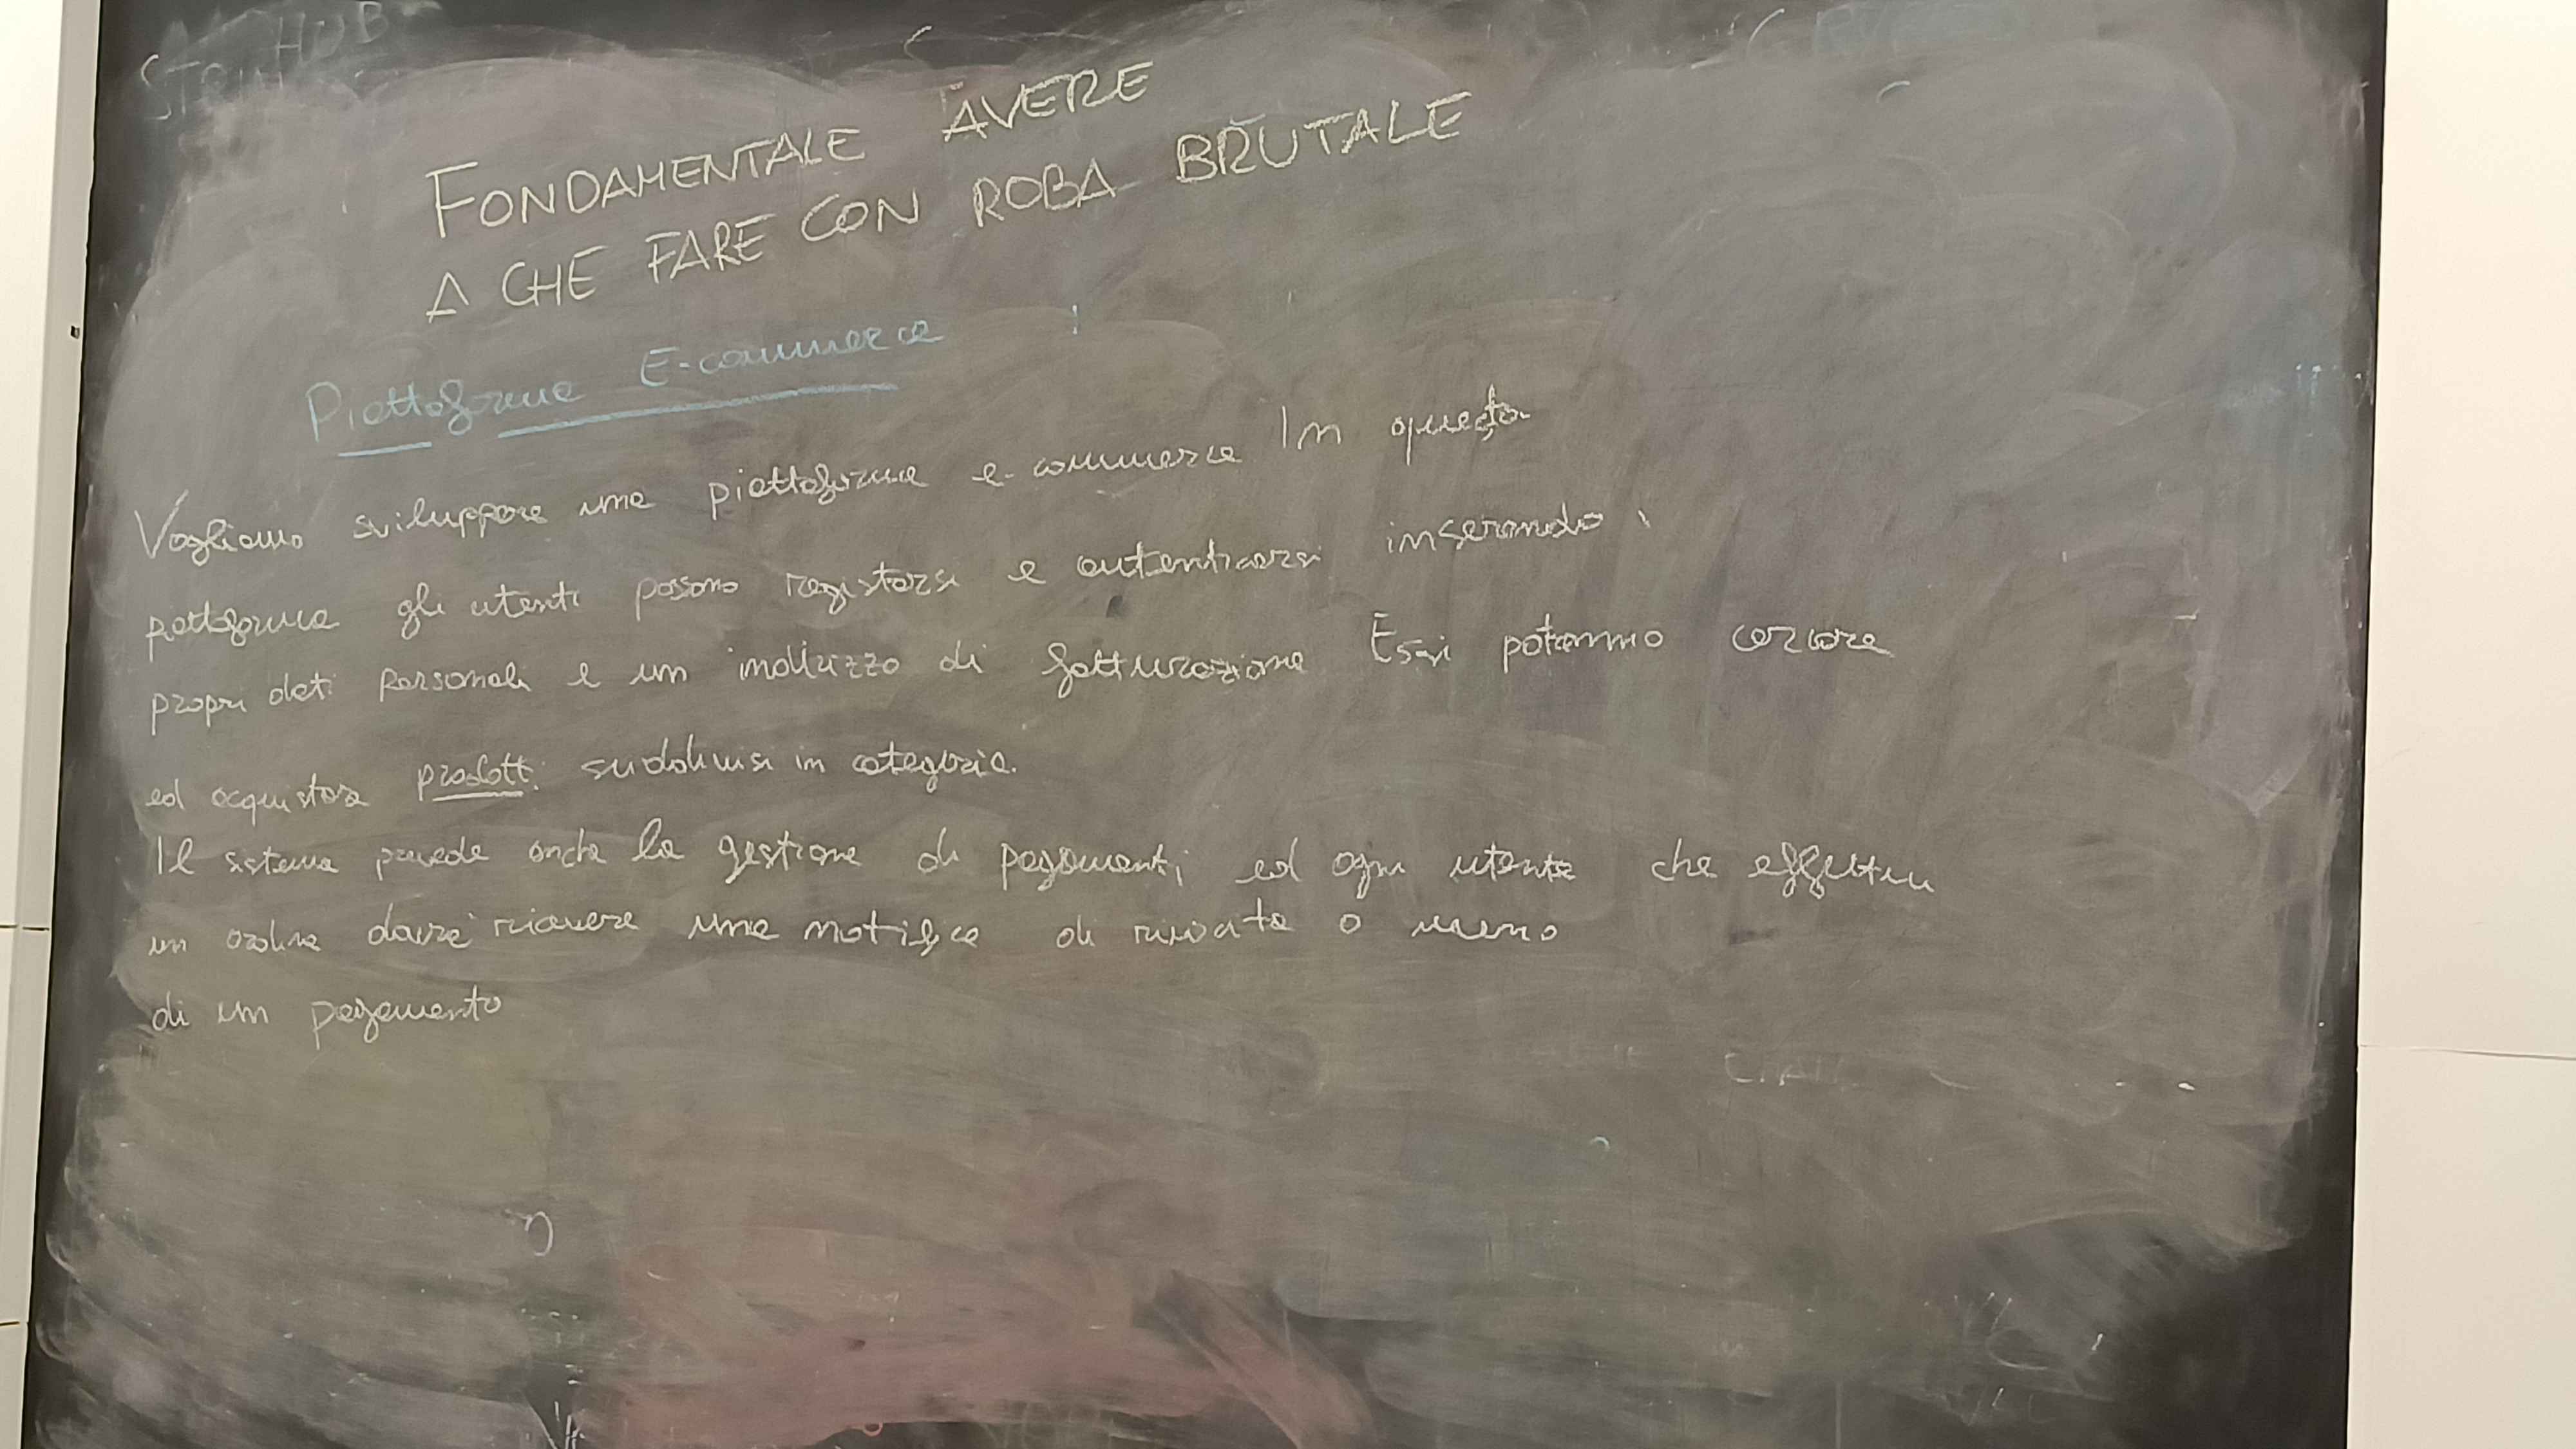 HUB
FONDAMENTALE AVERE
A CHE FARE CON ROBA BRUTALE
Piattaforma E-commerce
Vogliamo sviluppare una piattaforma e-commerce In questa
piattaforma gli utenti possono registarsi e autenticarsi inserendo i
propri dati personali e un indirizzo di fatturazione Essi potranno cercare
ed acquistare prodotti suddivisi in categorie.
Il sistema prevede anche la gestione di pagamenti, ed ogni utente che effettua
un ordine dovrà ricevere una notifica di riuscita o meno
di un pagamento